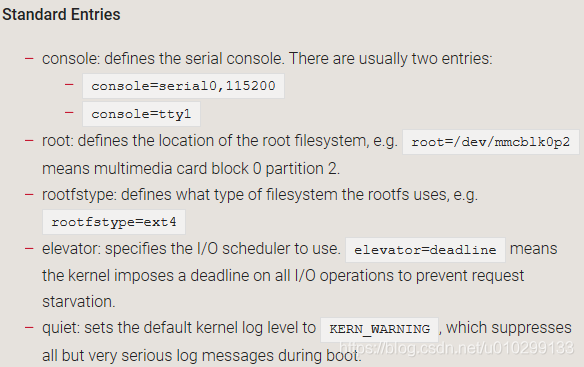 Standard Entries
– console: defines the serial console. There are usually two entries:
– console=serial0,115200
– console=tty1
– root: defines the location of the root filesystem, e.g. root=/dev/mmcblk0p2
means multimedia card block 0 partition 2.
– rootfstype: defines what type of filesystem the rootfs uses, e.g.
rootfstype=ext4
– elevator: specifies the I/O scheduler to use. elevator=deadline means
the kernel imposes a deadline on all I/O operations to prevent request
starvation.
– quiet: sets the default kernel log level to KERN_WARNING, which suppresses
all but very serious log messages during boot.
https://blog.csdn.net/u010299133